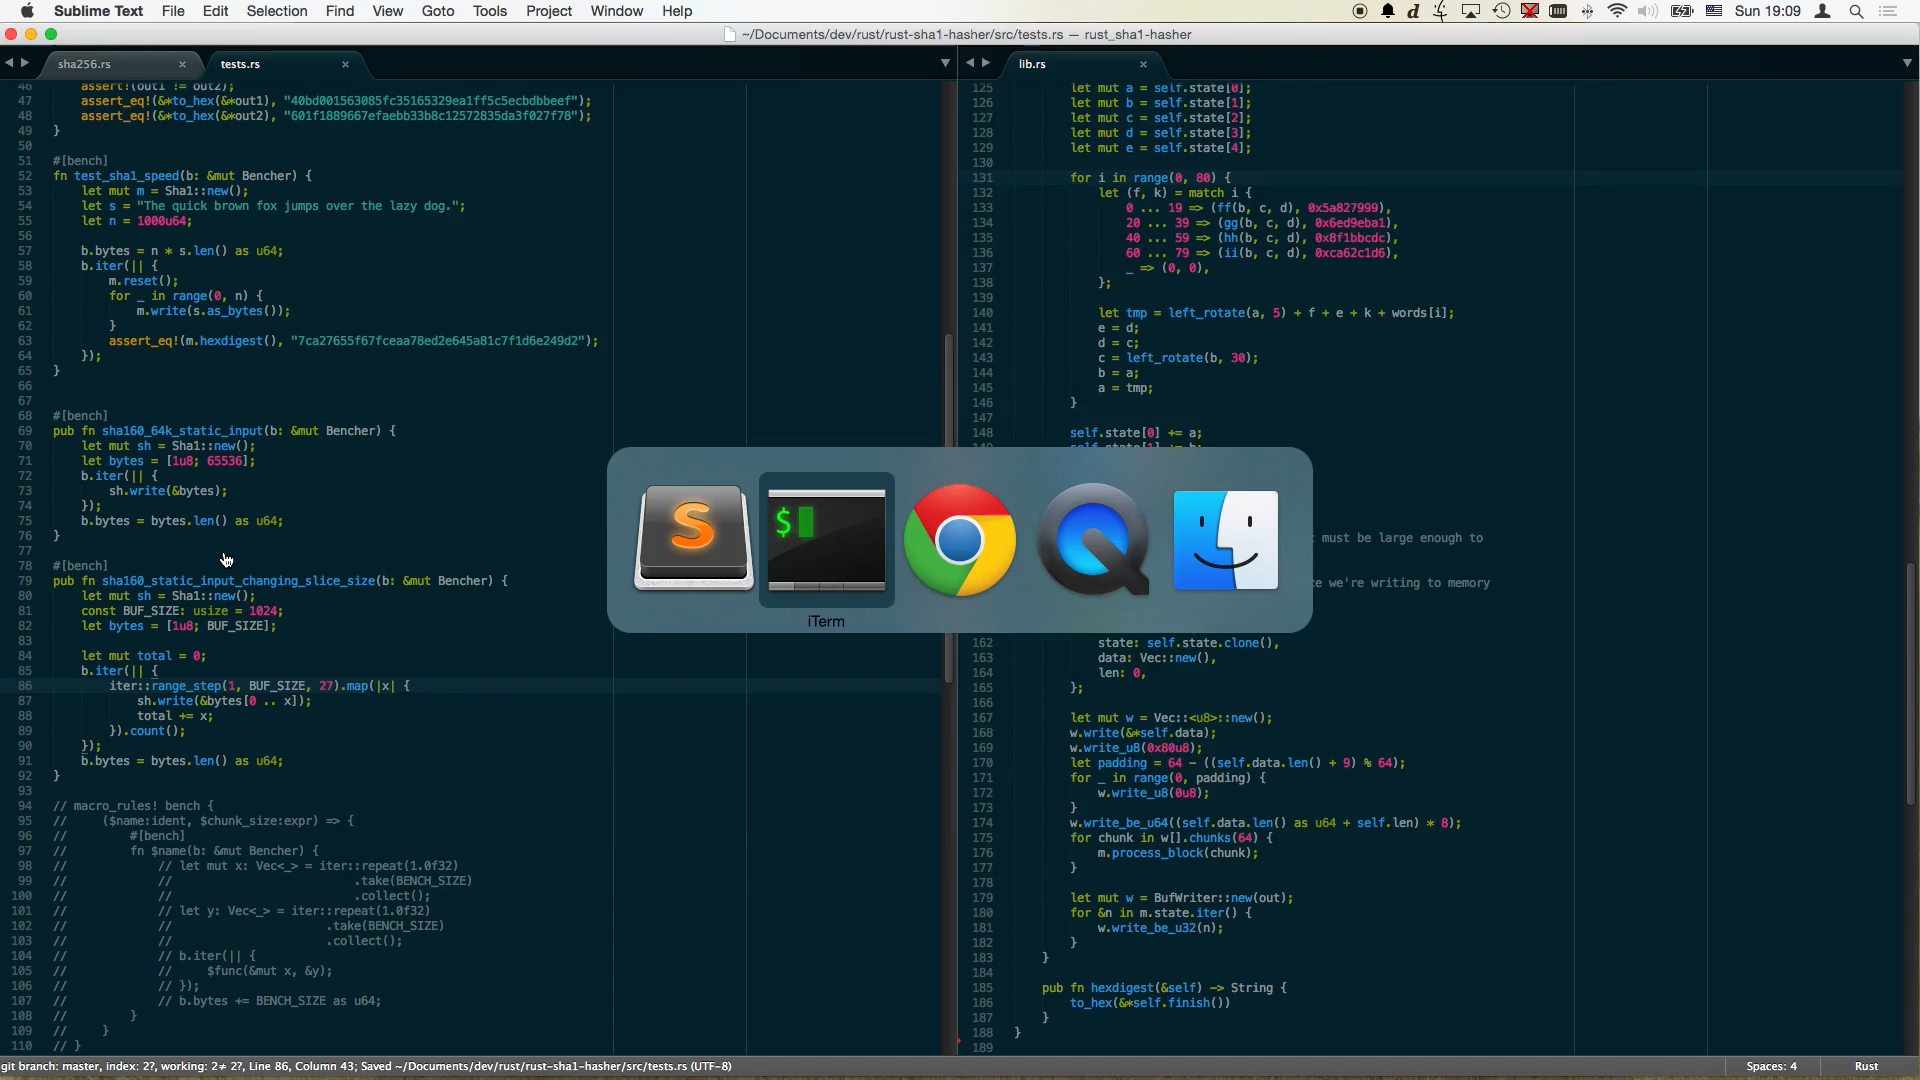 Sublime Text File Edit Selection Find View Goto Tools Project Window Help Sun 19:09
~/Documents/dev/rust/rust-sha1-hasher/src/tests.rs — rust_sha1-hasher
sha256.rs × tests.rs ×
46 assert!(out1 != out2);
47 assert_eq!(&*to_hex(&*out1), "40bd001563085fc35165329ea1ff5c5ecbdbbeef");
48 assert_eq!(&*to_hex(&*out2), "601f1889667efaebb33b8c12572835da3f027f78");
49 }
50
51 #[bench]
52 fn test_sha1_speed(b: &mut Bencher) {
53 let mut m = Sha1::new();
54 let s = "The quick brown fox jumps over the lazy dog.";
55 let n = 1000u64;
56
57 b.bytes = n * s.len() as u64;
58 b.iter(|| {
59 m.reset();
60 for _ in range(0, n) {
61 m.write(s.as_bytes());
62 }
63 assert_eq!(m.hexdigest(), "7ca27655f67fceaa78ed2e645a81c7f1d6e249d2");
64 });
65 }
66
67
68 #[bench]
69 pub fn sha160_64k_static_input(b: &mut Bencher) {
70 let mut sh = Sha1::new();
71 let bytes = [1u8; 65536];
72 b.iter(|| {
73 sh.write(&bytes);
74 });
75 b.bytes = bytes.len() as u64;
76 }
77
78 #[bench]
79 pub fn sha160_static_input_changing_slice_size(b: &mut Bencher) {
80 let mut sh = Sha1::new();
81 const BUF_SIZE: usize = 1024;
82 let bytes = [1u8; BUF_SIZE];
83
84 let mut total = 0;
85 b.iter(|| {
86 iter::range_step(1, BUF_SIZE, 27).map(|x| {
87 sh.write(&bytes[0 .. x]);
88 total += x;
89 }).count();
90 });
91 b.bytes = bytes.len() as u64;
92 }
93
94 // macro_rules! bench {
95 // ($name:ident, $chunk_size:expr) => {
96 // #[bench]
97 // fn $name(b: &mut Bencher) {
98 // // let mut x: Vec<_> = iter::repeat(1.0f32)
99 // // .take(BENCH_SIZE)
100 // // .collect();
101 // // let y: Vec<_> = iter::repeat(1.0f32)
102 // // .take(BENCH_SIZE)
103 // // .collect();
104 // // b.iter(|| {
105 // // $func(&mut x, &y);
106 // // });
107 // // b.bytes += BENCH_SIZE as u64;
108 // }
109 // }
110 // }
lib.rs ×
125 let mut a = self.state[0];
126 let mut b = self.state[1];
127 let mut c = self.state[2];
128 let mut d = self.state[3];
129 let mut e = self.state[4];
130
131 for i in range(0, 80) {
132 let (f, k) = match i {
133 0 ... 19 => (ff(b, c, d), 0x5a827999),
134 20 ... 39 => (gg(b, c, d), 0x6ed9eba1),
135 40 ... 59 => (hh(b, c, d), 0x8f1bbcdc),
136 60 ... 79 => (ii(b, c, d), 0xca62c1d6),
137 _ => (0, 0),
138 };
139
140 let tmp = left_rotate(a, 5) + f + e + k + words[i];
141 e = d;
142 d = c;
143 c = left_rotate(b, 30);
144 b = a;
145 a = tmp;
146 }
147
148 self.state[0] += a;
must be large enough to
we're writing to memory
$
iTerm
162 state: self.state.clone(),
163 data: Vec::new(),
164 len: 0,
165 };
166
167 let mut w = Vec::<u8>::new();
168 w.write(&*self.data);
169 w.write_u8(0x80u8);
170 let padding = 64 - ((self.data.len() + 9) % 64);
171 for _ in range(0, padding) {
172 w.write_u8(0u8);
173 }
174 w.write_be_u64((self.data.len() as u64 + self.len) * 8);
175 for chunk in w[].chunks(64) {
176 m.process_block(chunk);
177 }
178
179 let mut w = BufWriter::new(out);
180 for &n in m.state.iter() {
181 w.write_be_u32(n);
182 }
183 }
184
185 pub fn hexdigest(&self) -> String {
186 to_hex(&*self.finish())
187 }
188 }
189
git branch: master, index: 2?, working: 2≠ 2?, Line 86, Column 43; Saved ~/Documents/dev/rust/rust-sha1-hasher/src/tests.rs (UTF-8) Spaces: 4 Rust